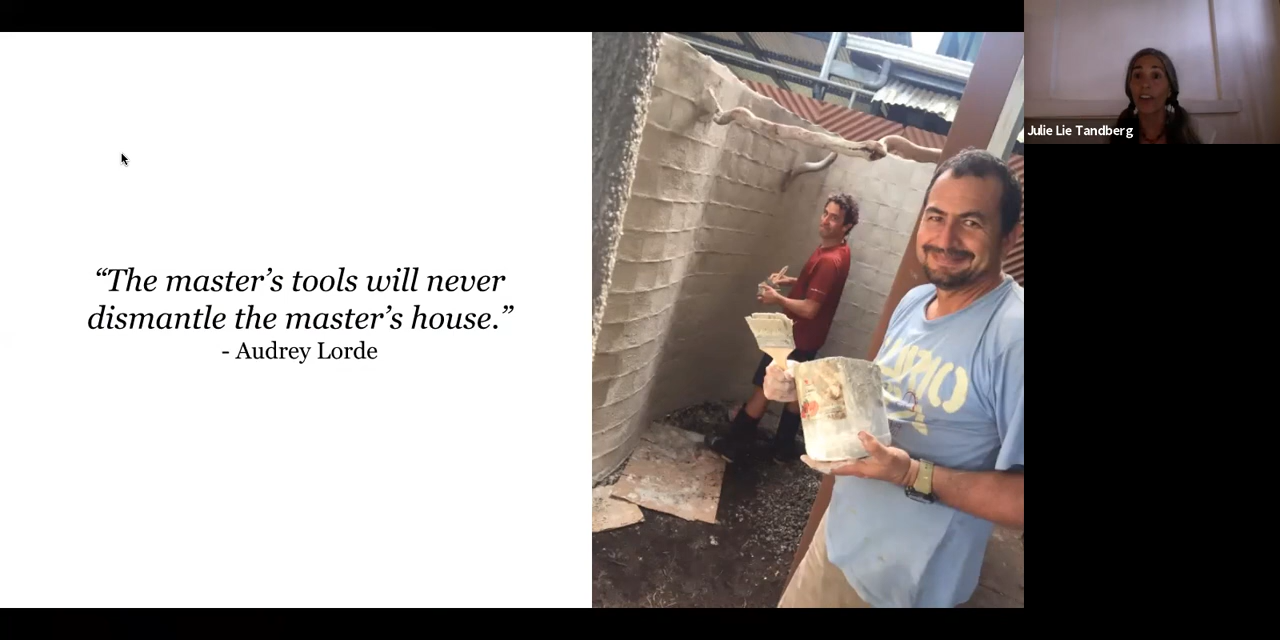 “The master’s tools will never
dismantle the master’s house.”
- Audrey Lorde
Julie Lie Tandberg